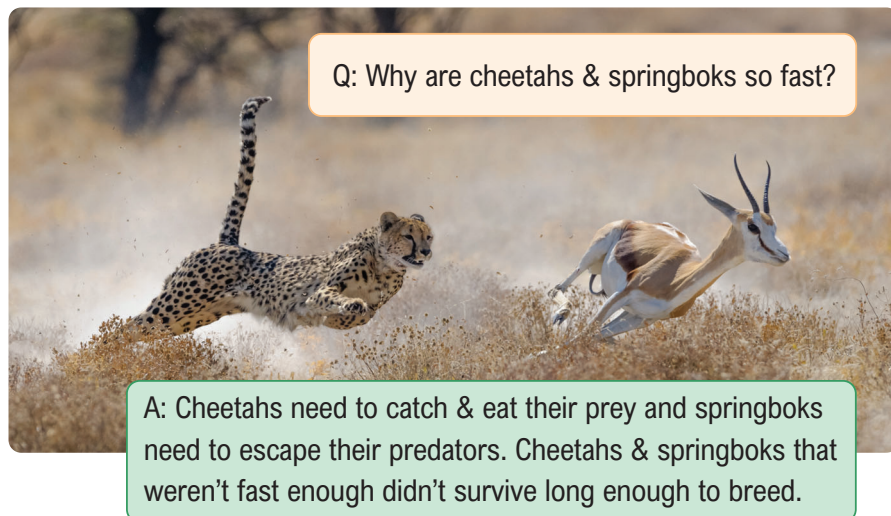 Q: Why are cheetahs & springboks so fast?
A: Cheetahs need to catch & eat their prey and springboks
need to escape their predators. Cheetahs & springboks that
weren’t fast enough didn’t survive long enough to breed.